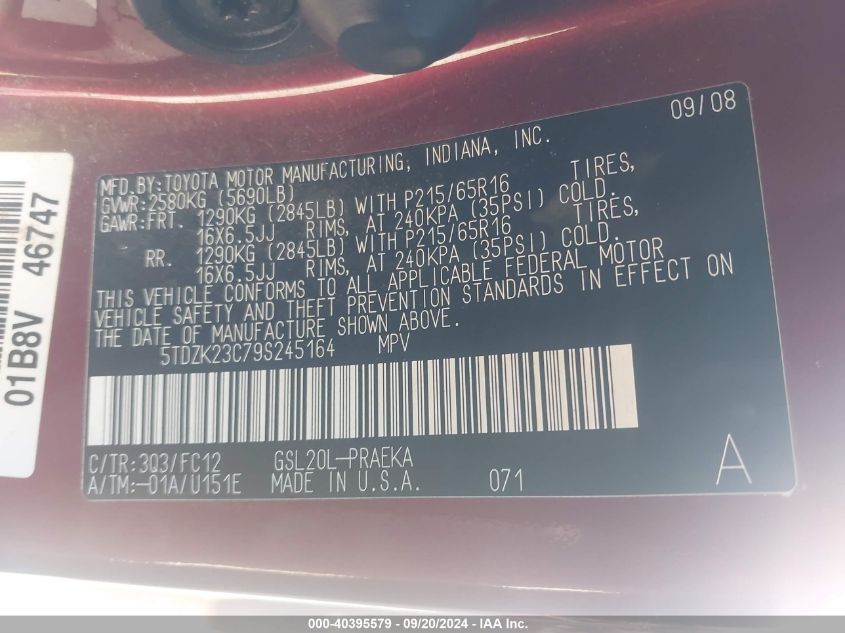 09/08
MFD.BY:TOYOTA MOTOR MANUFACTURING, INDIANA, INC.
GVWR:2580KG (5690LB)
GAWR:FRT. 1290KG (2845LB) WITH P215/65R16 TIRES,
16X6.5JJ RIMS, AT 240KPA (35PSI) COLD.
RR. 1290KG (2845LB) WITH P215/65R16 TIRES,
16X6.5JJ RIMS, AT 240KPA (35PSI) COLD.
THIS VEHICLE CONFORMS TO ALL APPLICABLE FEDERAL MOTOR
VEHICLE SAFETY AND THEFT PREVENTION STANDARDS IN EFFECT ON
THE DATE OF MANUFACTURE SHOWN ABOVE.
5TDZK23C79S245164 MPV
C/TR:3Q3/FC12 GSL20L-PRAEKA
A/TM:-01A/U151E MADE IN U.S.A. 071 A
01B8V 46747
000-40395579 - 09/20/2024 - IAA Inc.